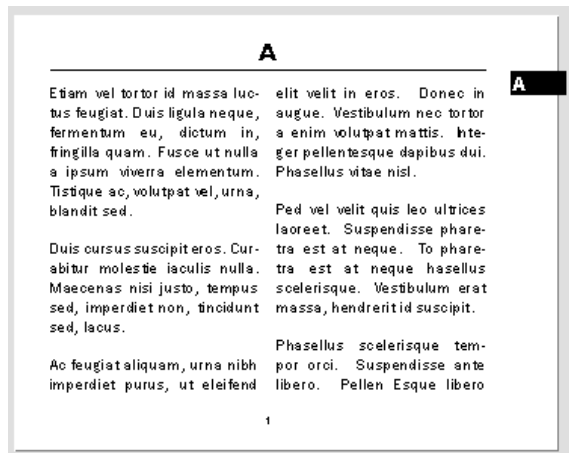 A
A
Etiam vel tortor id massa luc-
tus feugiat. Duis ligula neque,
fermentum eu, dictum in,
fringilla quam. Fusce ut nulla
a ipsum viverra elementum.
Tistique ac, volutpat vel, urna,
blandit sed.
Duis cursus suscipit eros. Cur-
abitur molestie iaculis nulla.
Maecenas nisi justo, tempus
sed, imperdiet non, tincidunt
sed, lacus.
Ac feugiat aliquam, urna nibh
imperdiet purus, ut eleifend
elit velit in eros. Donec in
augue. Vestibulum nec tortor
a enim volutpat mattis. Inte-
ger pellentesque dapibus dui.
Phasellus vitae nisl.
Ped vel velit quis leo ultrices
laoreet. Suspendisse phare-
tra est at neque. To phare-
tra est at neque hasellus
scelerisque. Vestibulum erat
massa, hendrerit id suscipit.
Phasellus scelerisque tem-
por orci. Suspendisse ante
libero. Pellen Esque libero
1